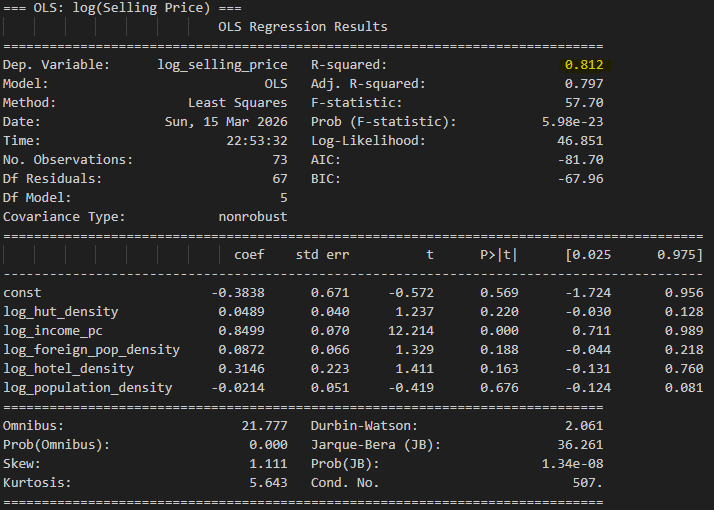 === OLS: log(Selling Price) ===
OLS Regression Results
==============================================================================
Dep. Variable:      log_selling_price   R-squared:                       0.812
Model:                            OLS   Adj. R-squared:                  0.797
Method:                 Least Squares   F-statistic:                     57.70
Date:                Sun, 15 Mar 2026   Prob (F-statistic):           5.98e-23
Time:                        22:53:32   Log-Likelihood:                 46.851
No. Observations:                  73   AIC:                            -81.70
Df Residuals:                      67   BIC:                            -67.96
Df Model:                           5
Covariance Type:            nonrobust
===========================================================================================
                              coef    std err          t      P>|t|      [0.025      0.975]
-------------------------------------------------------------------------------------------
const                      -0.3838      0.671     -0.572      0.569      -1.724       0.956
log_hut_density             0.0489      0.040      1.237      0.220      -0.030       0.128
log_income_pc               0.8499      0.070     12.214      0.000       0.711       0.989
log_foreign_pop_density     0.0872      0.066      1.329      0.188      -0.044       0.218
log_hotel_density           0.3146      0.223      1.411      0.163      -0.131       0.760
log_population_density     -0.0214      0.051     -0.419      0.676      -0.124       0.081
==============================================================================
Omnibus:                       21.777   Durbin-Watson:                   2.061
Prob(Omnibus):                  0.000   Jarque-Bera (JB):               36.261
Skew:                           1.111   Prob(JB):                     1.34e-08
Kurtosis:                       5.643   Cond. No.                         507.
==============================================================================